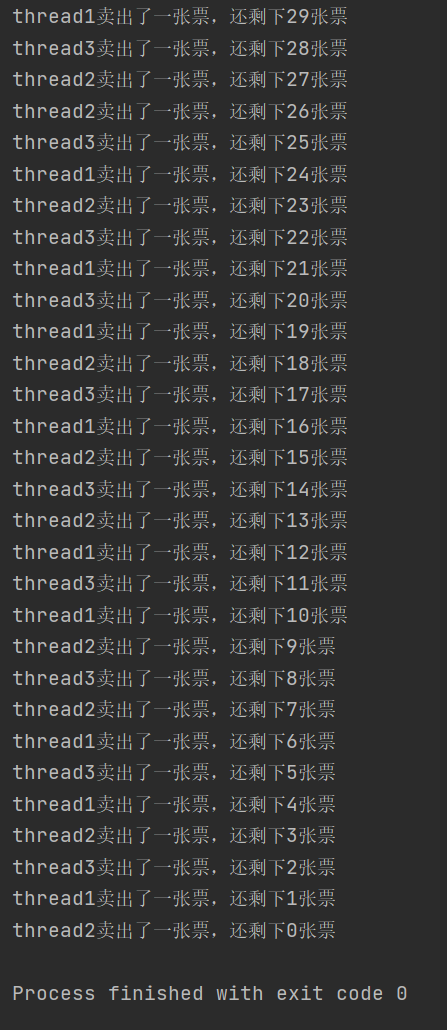 thread1卖出了一张票，还剩下29张票
thread3卖出了一张票，还剩下28张票
thread2卖出了一张票，还剩下27张票
thread2卖出了一张票，还剩下26张票
thread3卖出了一张票，还剩下25张票
thread1卖出了一张票，还剩下24张票
thread2卖出了一张票，还剩下23张票
thread3卖出了一张票，还剩下22张票
thread1卖出了一张票，还剩下21张票
thread3卖出了一张票，还剩下20张票
thread1卖出了一张票，还剩下19张票
thread2卖出了一张票，还剩下18张票
thread3卖出了一张票，还剩下17张票
thread1卖出了一张票，还剩下16张票
thread2卖出了一张票，还剩下15张票
thread3卖出了一张票，还剩下14张票
thread2卖出了一张票，还剩下13张票
thread1卖出了一张票，还剩下12张票
thread3卖出了一张票，还剩下11张票
thread1卖出了一张票，还剩下10张票
thread2卖出了一张票，还剩下9张票
thread3卖出了一张票，还剩下8张票
thread2卖出了一张票，还剩下7张票
thread1卖出了一张票，还剩下6张票
thread3卖出了一张票，还剩下5张票
thread1卖出了一张票，还剩下4张票
thread2卖出了一张票，还剩下3张票
thread3卖出了一张票，还剩下2张票
thread1卖出了一张票，还剩下1张票
thread2卖出了一张票，还剩下0张票
Process finished with exit code 0